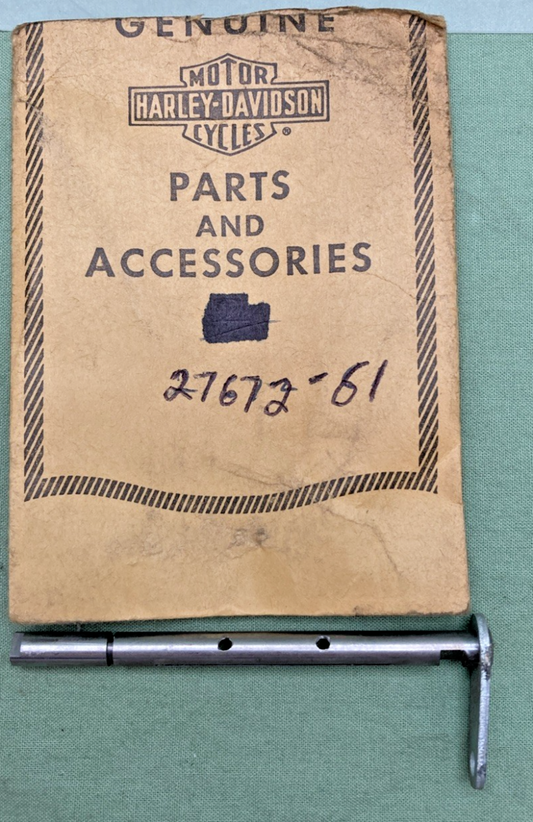 GENUINE
MOTOR
HARLEY-DAVIDSON
CYCLES ®
PARTS
AND
ACCESSORIES
27672-61